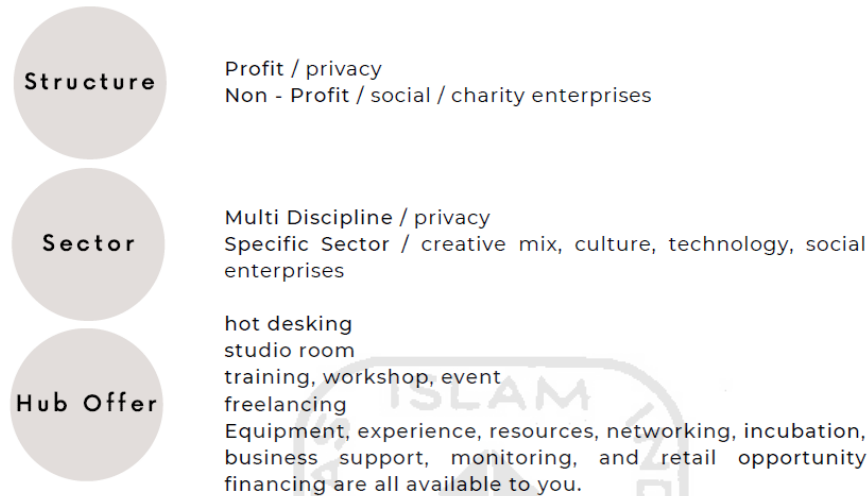 Structure
Profit / privacy
Non - Profit / social / charity enterprises
Sector
Multi Discipline / privacy
Specific Sector / creative mix, culture, technology, social
enterprises
Hub Offer
hot desking
studio room
training, workshop, event
freelancing
Equipment, experience, resources, networking, incubation,
business support, monitoring, and retail opportunity
financing are all available to you.
ISLAM